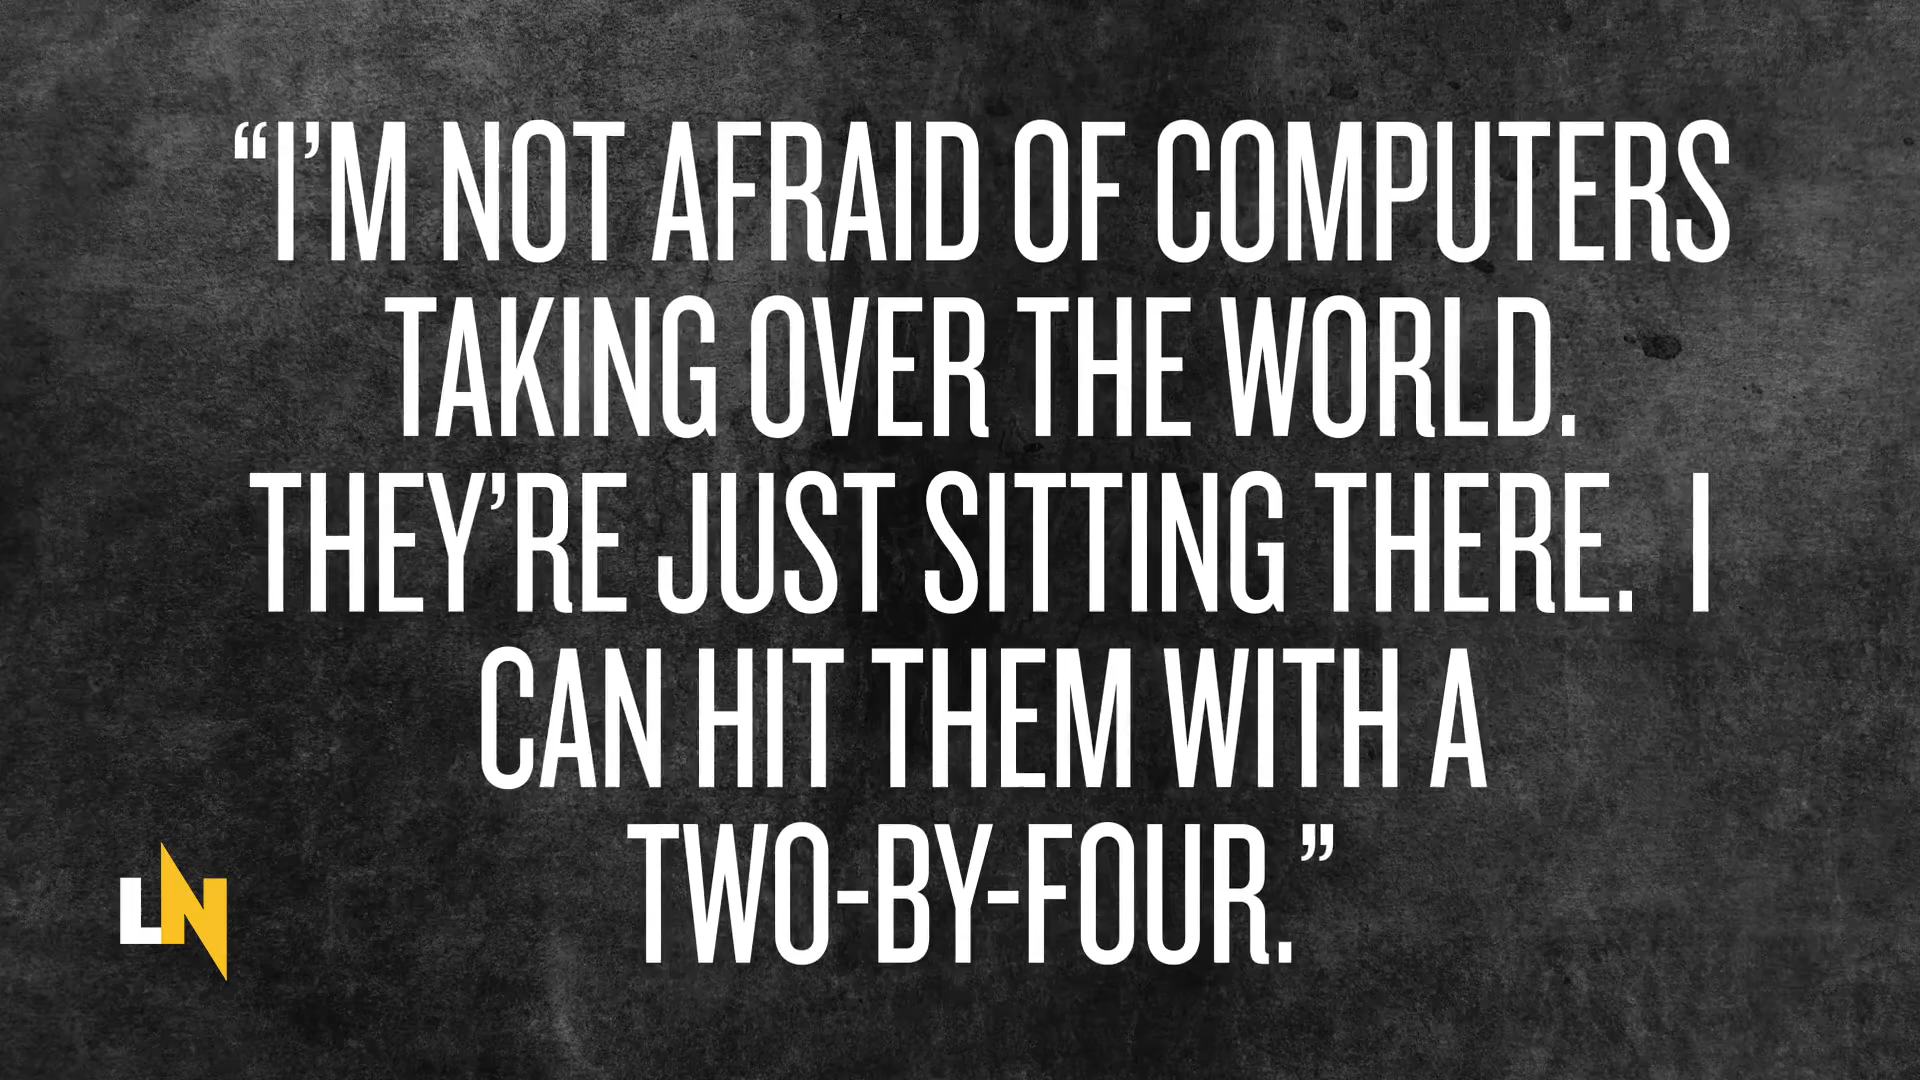 “I’M NOT AFRAID OF COMPUTERS
TAKING OVER THE WORLD.
THEY’RE JUST SITTING THERE.  I
CAN HIT THEM WITH A
TWO-BY-FOUR.”
LN